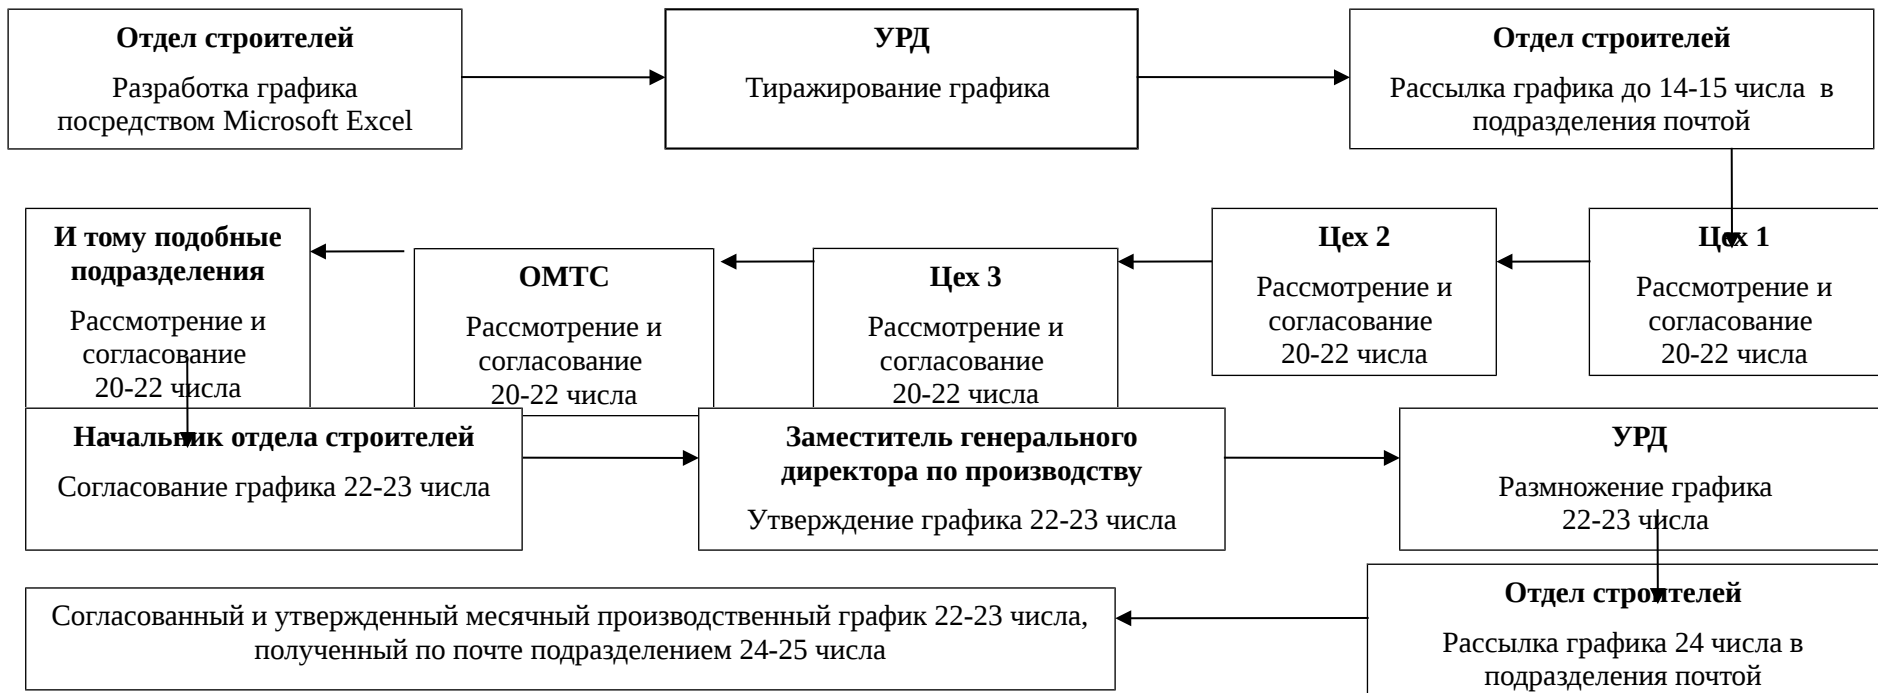 Отдел строителей
Разработка графика
посредством Microsoft Excel
УРД
Тиражирование графика
Отдел строителей
Рассылка графика до 14-15 числа в
подразделения почтой
Цех 1
Рассмотрение и
согласование
20-22 числа
Цех 2
Рассмотрение и
согласование
20-22 числа
Цех 3
Рассмотрение и
согласование
20-22 числа
ОМТС
Рассмотрение и
согласование
20-22 числа
И тому подобные
подразделения
Рассмотрение и
согласование
20-22 числа
Начальник отдела строителей
Согласование графика 22-23 числа
Заместитель генерального
директора по производству
Утверждение графика 22-23 числа
УРД
Размножение графика
22-23 числа
Отдел строителей
Рассылка графика 24 числа в
подразделения почтой
Согласованный и утвержденный месячный производственный график 22-23 числа,
полученный по почте подразделением 24-25 числа